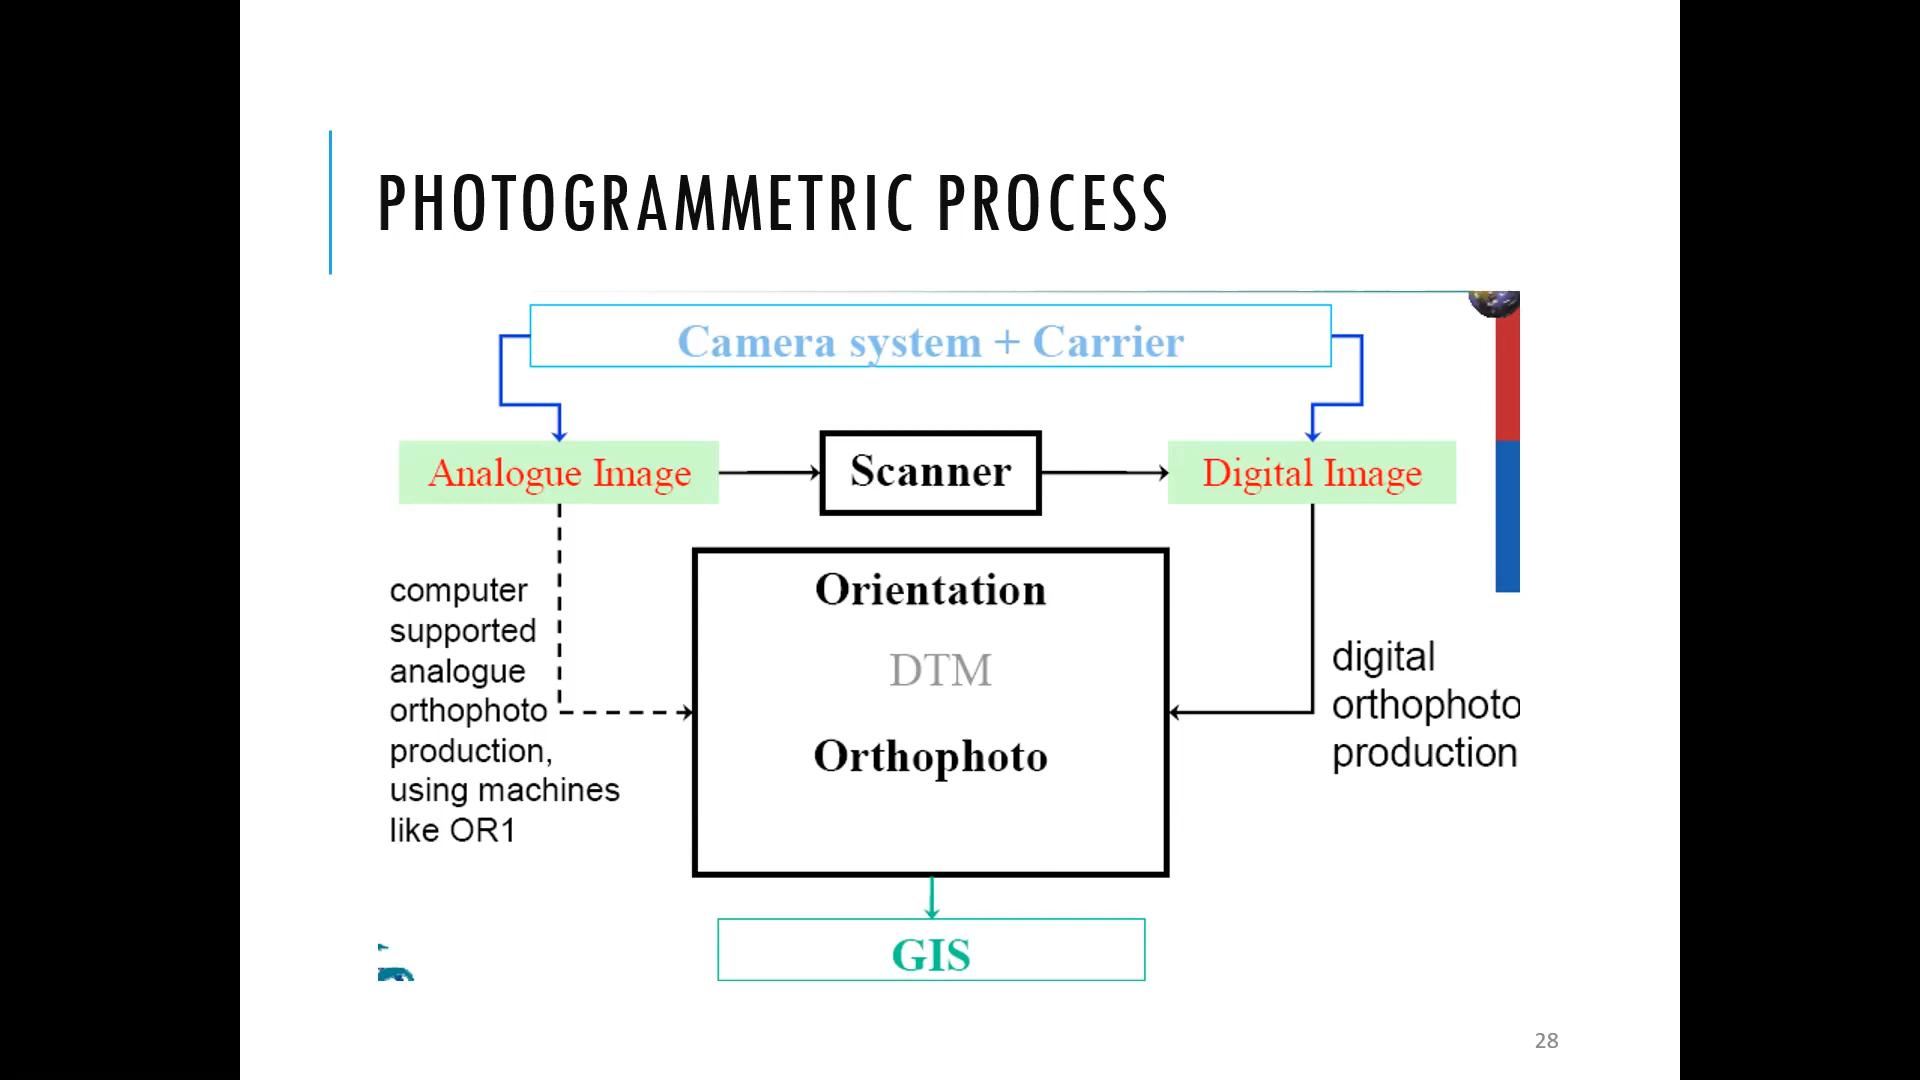 PHOTOGRAMMETRIC PROCESS
Camera system + Carrier
Analogue Image
Scanner
Digital Image
computer
supported
analogue
orthophoto
production,
using machines
like OR1
Orientation
DTM
Orthophoto
digital
orthophoto
production
GIS
28